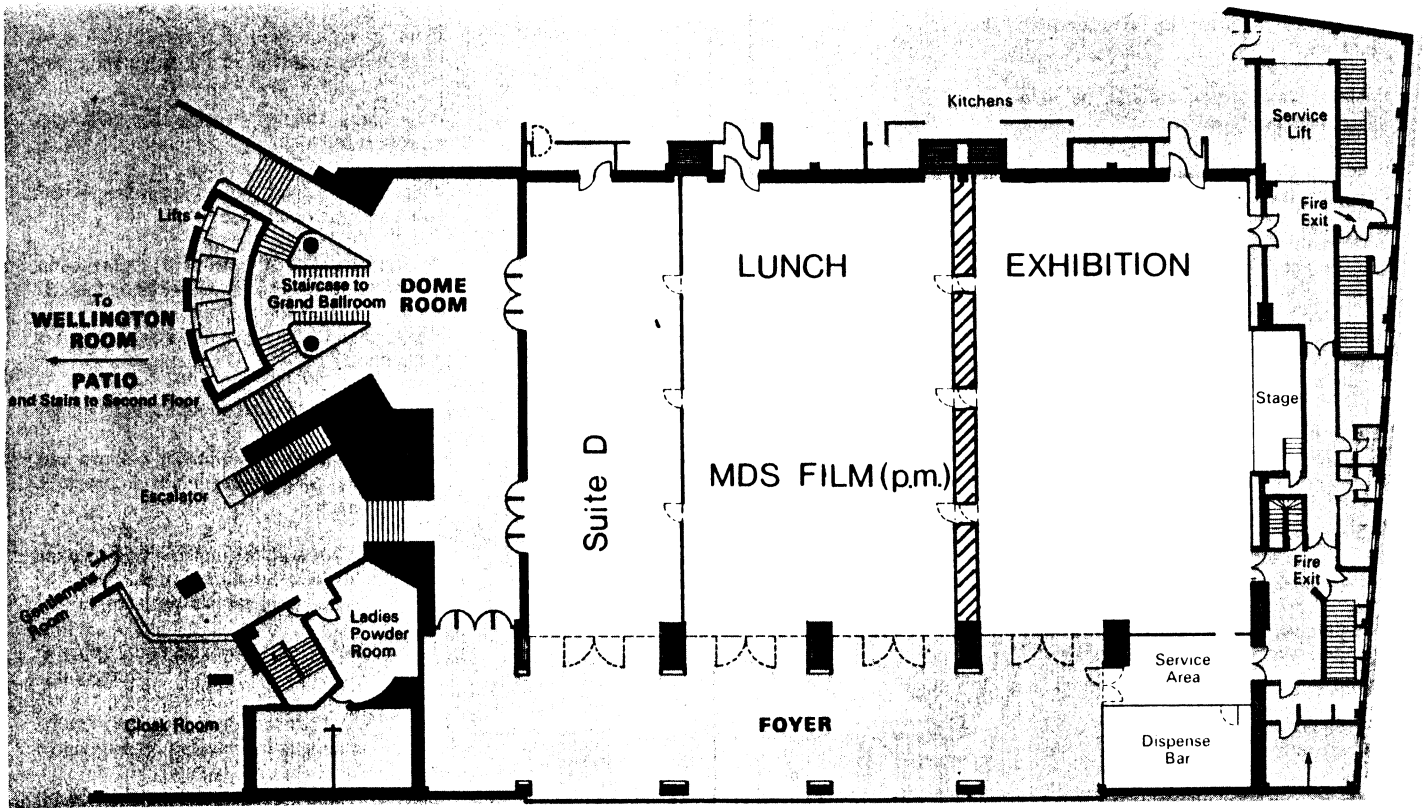 Kitchens
Service
Lift
Fire
Exit
Lifts
LUNCH
EXHIBITION
Staircase to
Grand Ballroom
DOME
ROOM
To
WELLINGTON
ROOM
PATIO
and Stairs to Second Floor
Stage
Suite D
MDS FILM (p.m.)
Escalator
Fire
Exit
Gentlemens
Room
Ladies
Powder
Room
Service
Area
Cloak Room
FOYER
Dispense
Bar